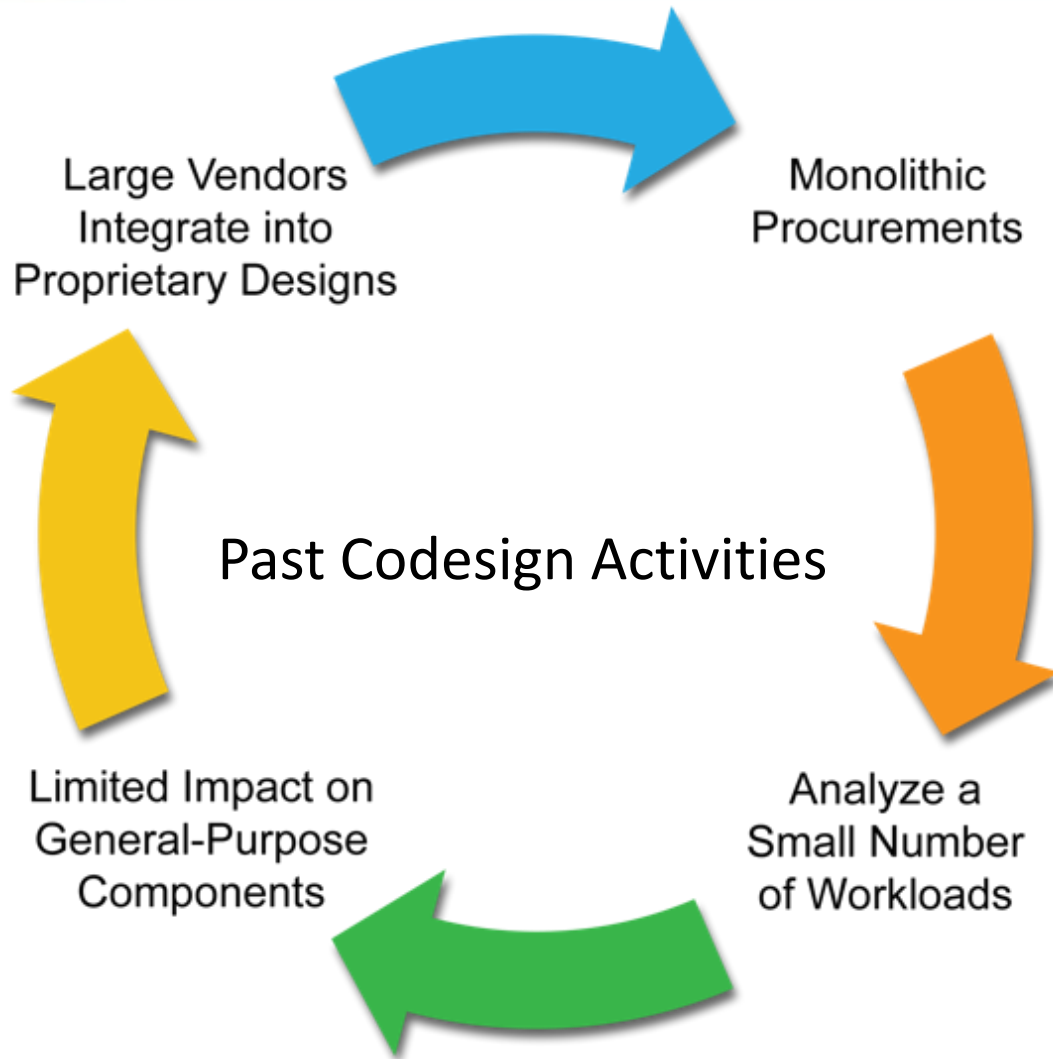 Large Vendors
Integrate into
Proprietary Designs
Monolithic
Procurements
Past Codesign Activities
Limited Impact on
General-Purpose
Components
Analyze a
Small Number
of Workloads